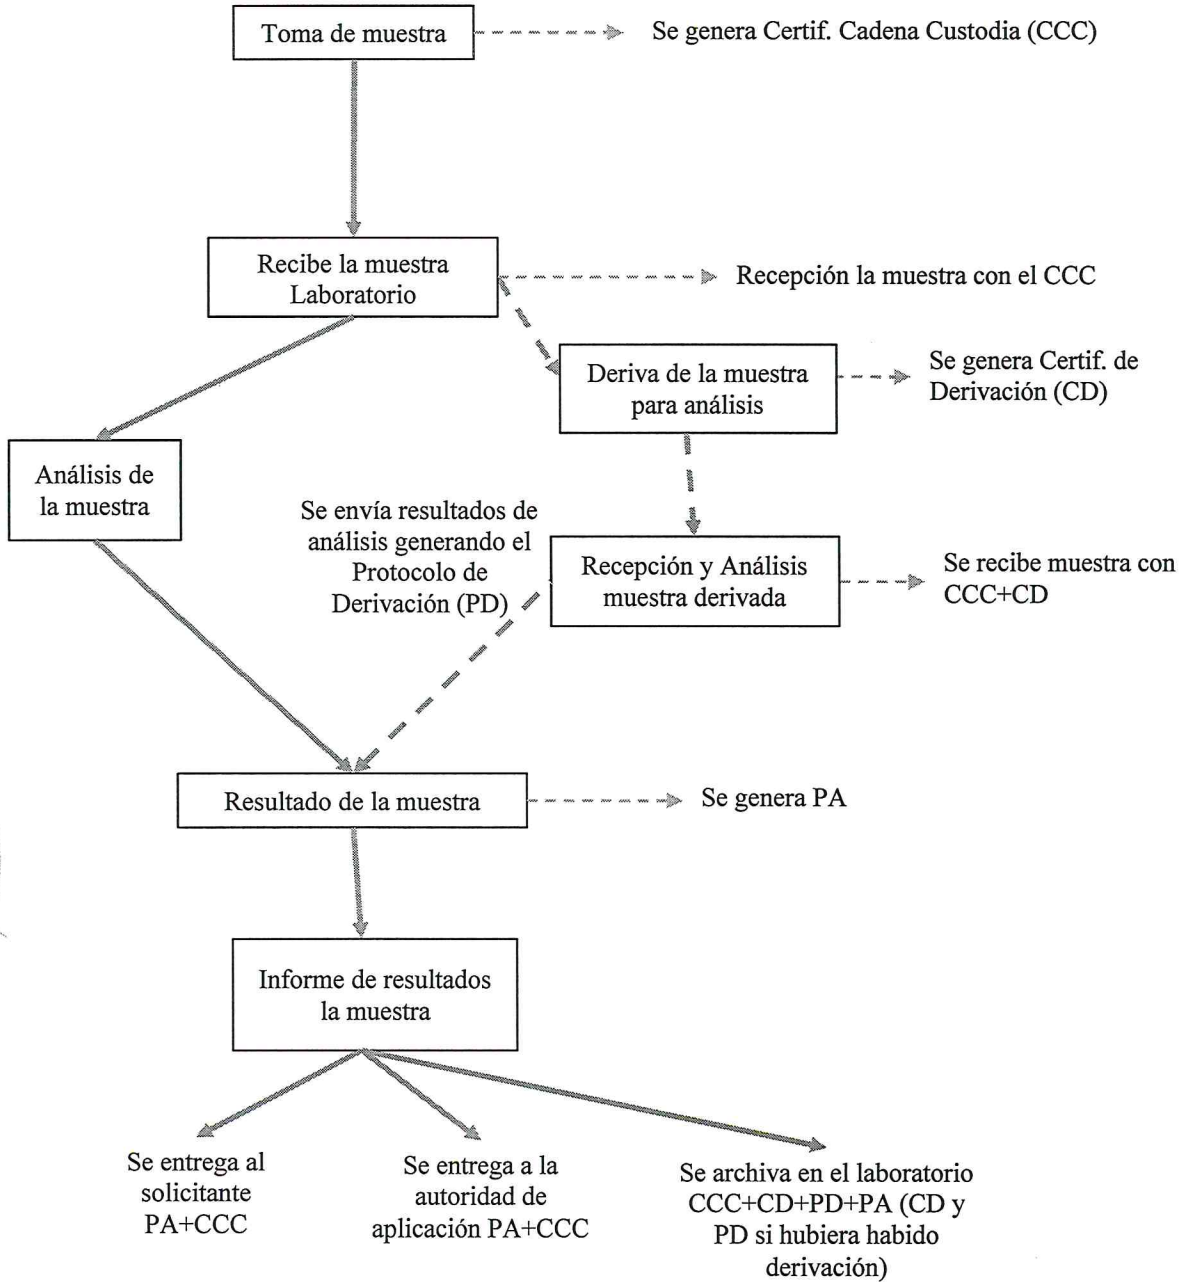 Toma de muestra
Se genera Certif. Cadena Custodia (CCC)
Recibe la muestra
Laboratorio
Recepción la muestra con el CCC
Deriva de la muestra
para análisis
Se genera Certif. de
Derivación (CD)
Análisis de
la muestra
Se envía resultados de
análisis generando el
Protocolo de
Derivación (PD)
Recepción y Análisis
muestra derivada
Se recibe muestra con
CCC+CD
Resultado de la muestra
Se genera PA
Informe de resultados
la muestra
Se entrega al
solicitante
PA+CCC
Se entrega a la
autoridad de
aplicación PA+CCC
Se archiva en el laboratorio
CCC+CD+PD+PA (CD y
PD si hubiera habido
derivación)